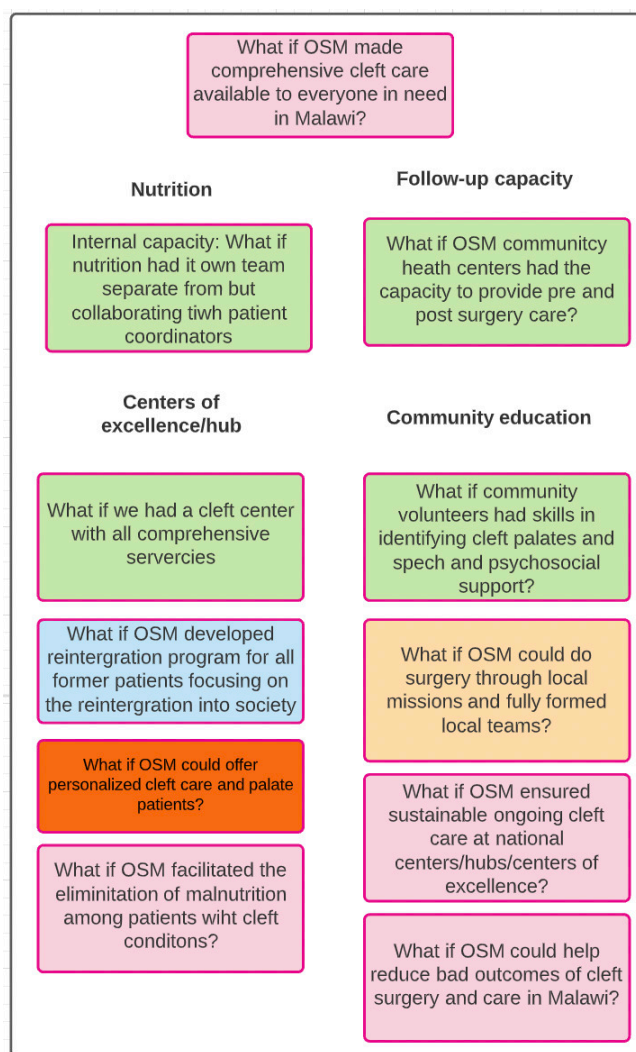 What if OSM made
comprehensive cleft care
available to everyone in need
in Malawi?
Nutrition
Internal capacity: What if
nutrition had it own team
separate from but
collaborating tiwh patient
coordinators
Follow-up capacity
What if OSM communitcy
heath centers had the
capacity to provide pre and
post surgery care?
Centers of
excellence/hub
What if we had a cleft center
with all comprehensive
servercies
What if OSM developed
reintergration program for all
former patients focusing on
the reintergration into society
What if OSM could offer
personalized cleft care and palate
patients?
What if OSM facilitated the
eliminitation of malnutrition
among patients wiht cleft
conditons?
Community education
What if community
volunteers had skills in
identifying cleft palates and
spech and psychosocial
support?
What if OSM could do
surgery through local
missions and fully formed
local teams?
What if OSM ensured
sustainable ongoing cleft
care at national
centers/hubs/centers of
excellence?
What if OSM could help
reduce bad outcomes of cleft
surgery and care in Malawi?